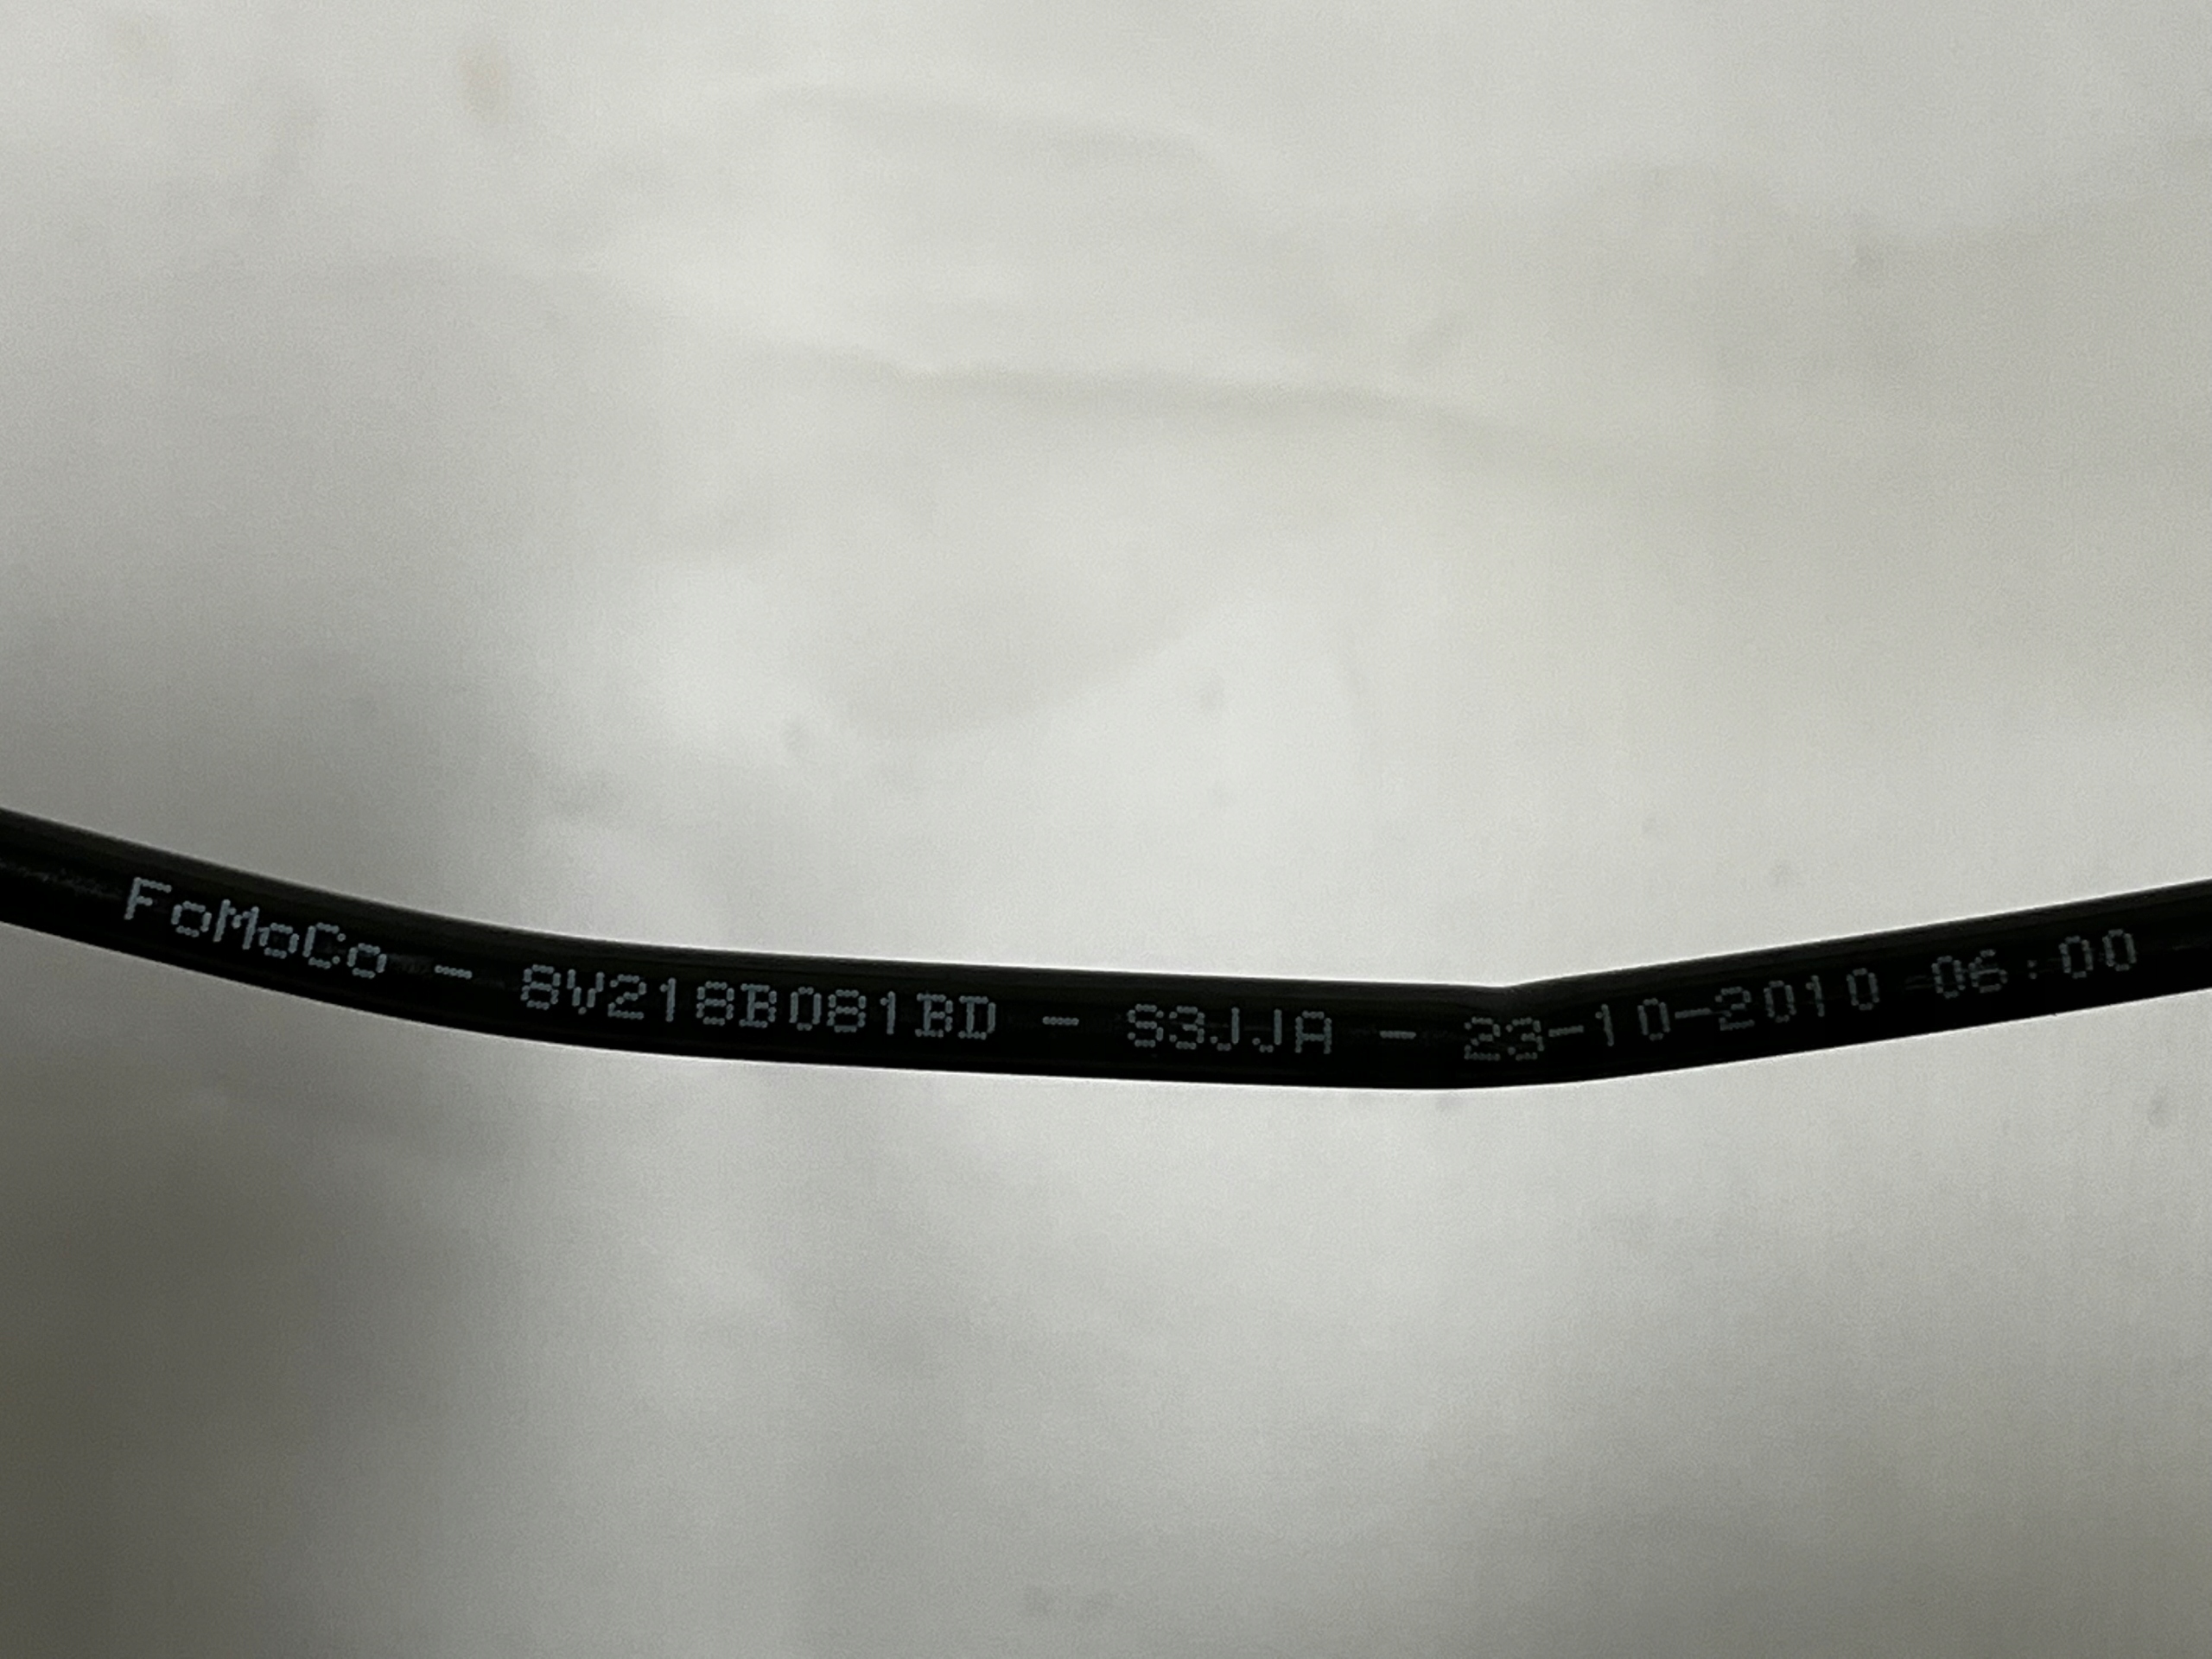 FoMoCo - 8V218B081BD - S3JJA - 23-10-2010 06:00